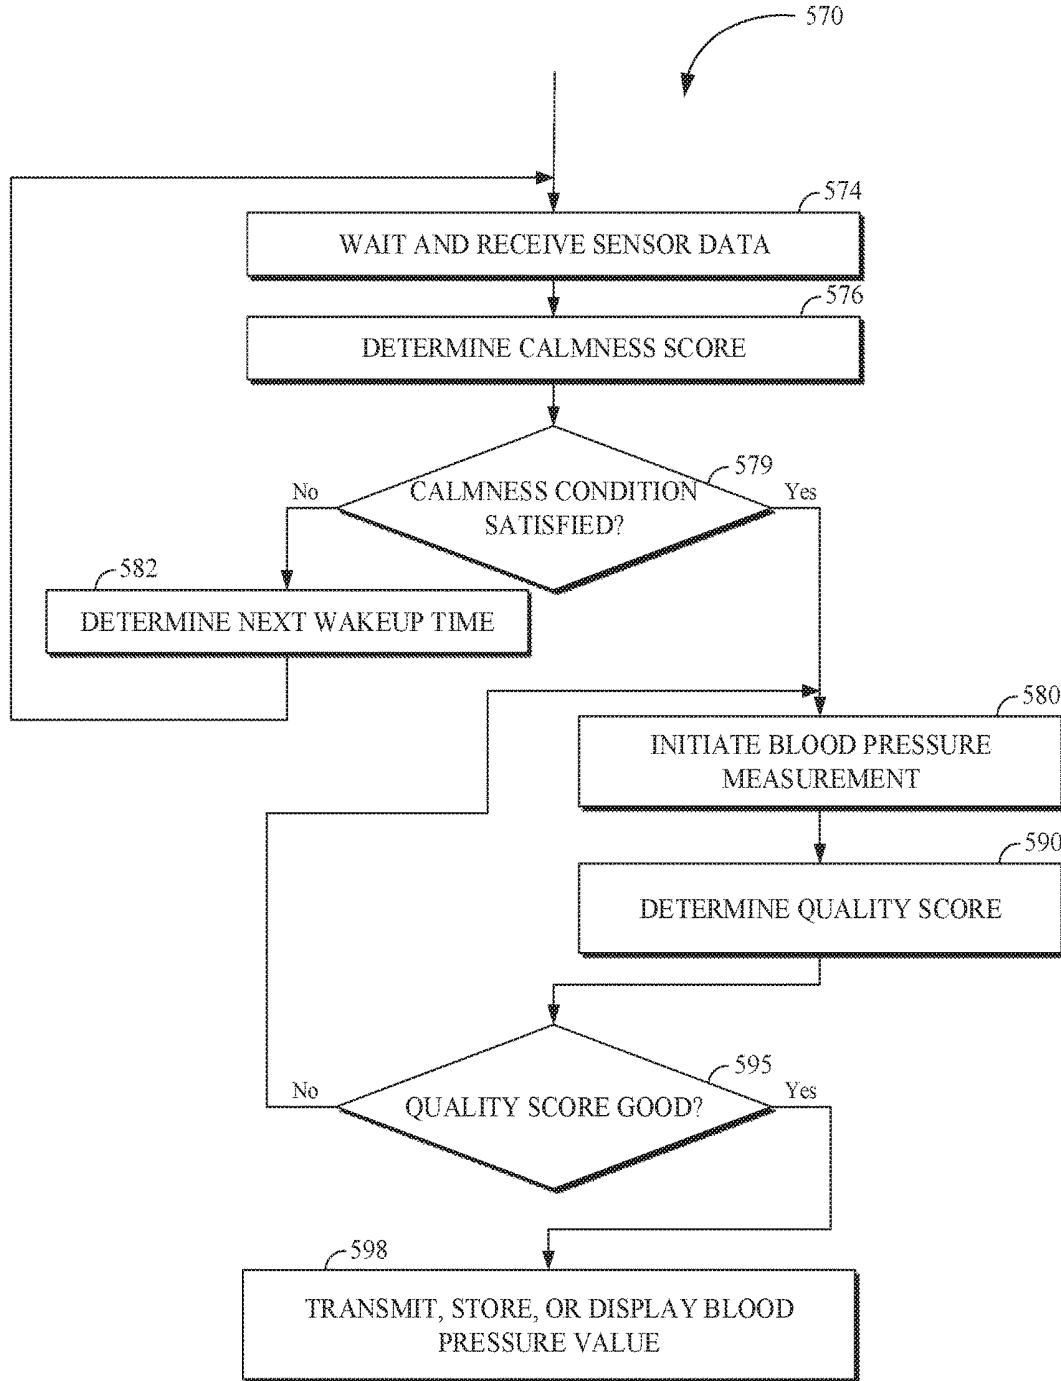 570
574
WAIT AND RECEIVE SENSOR DATA
576
DETERMINE CALMNESS SCORE
579
No
CALMNESS CONDITION
SATISFIED?
Yes
582
DETERMINE NEXT WAKEUP TIME
580
INITIATE BLOOD PRESSURE
MEASUREMENT
590
DETERMINE QUALITY SCORE
595
No
QUALITY SCORE GOOD?
Yes
598
TRANSMIT, STORE, OR DISPLAY BLOOD
PRESSURE VALUE